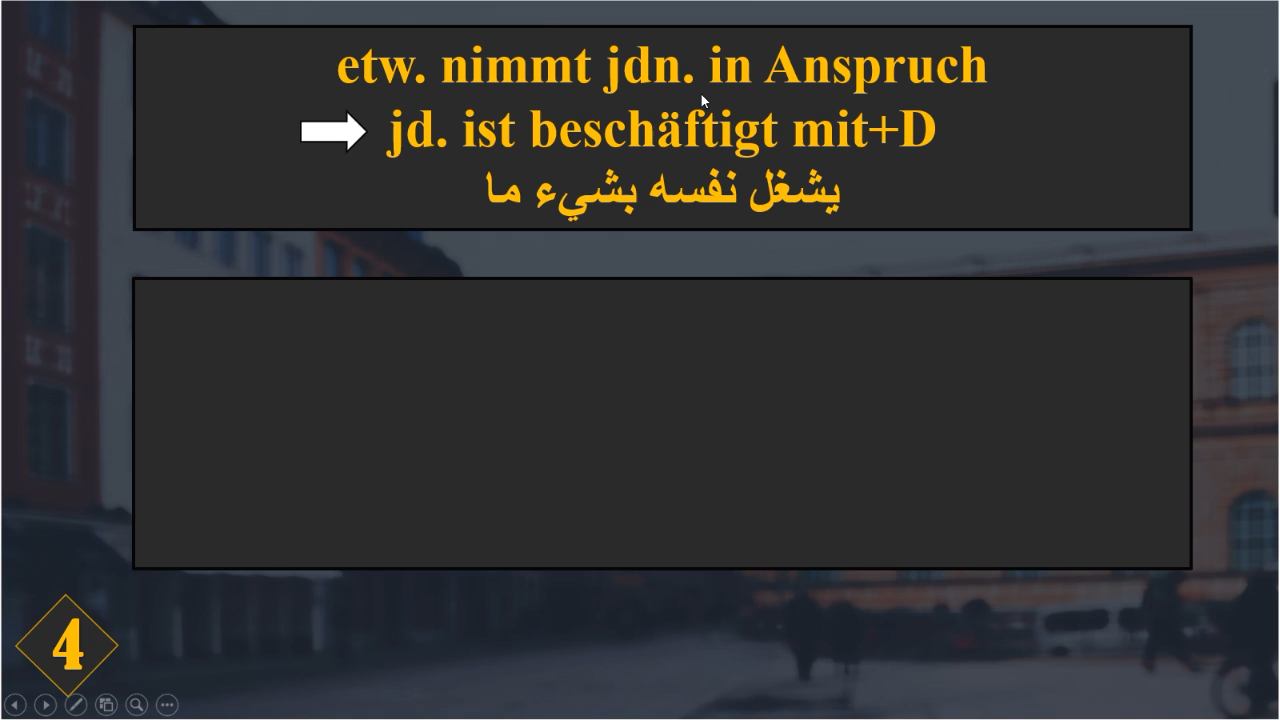 etw. nimmt jdn. in Anspruch
jd. ist beschäftigt mit+D
يشغل نفسه بشيء ما
4